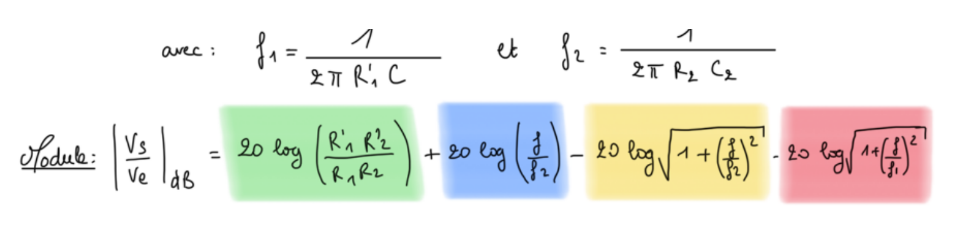 avec : f₁ = 1 / (2π R'₁ C) et f₂ = 1 / (2π R₂ C₂)
Module : |Vs/Ve|dB = 20 log (R'₁ R'₂ / R₁ R₂) + 20 log (f/f₂) - 20 log √(1 + (f/f₂)²) - 20 log √(1 + (f/f₁)²)